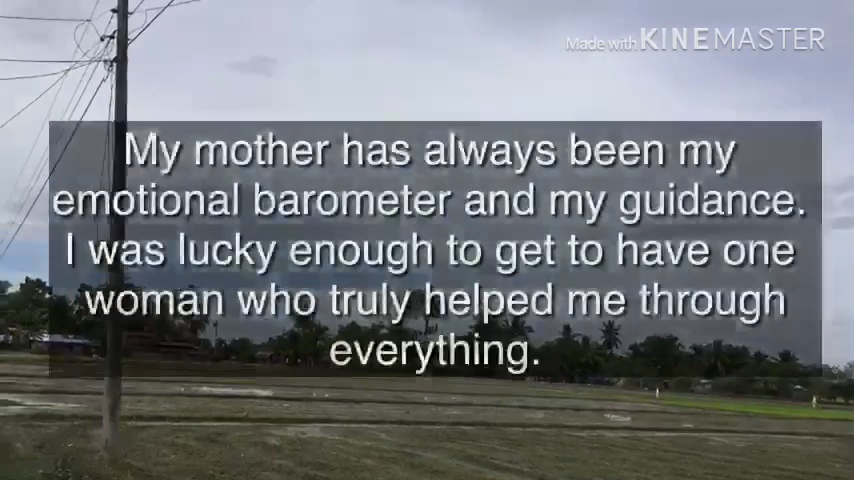 Made with KINEMASTER
My mother has always been my
emotional barometer and my guidance.
I was lucky enough to get to have one
woman who truly helped me through
everything.